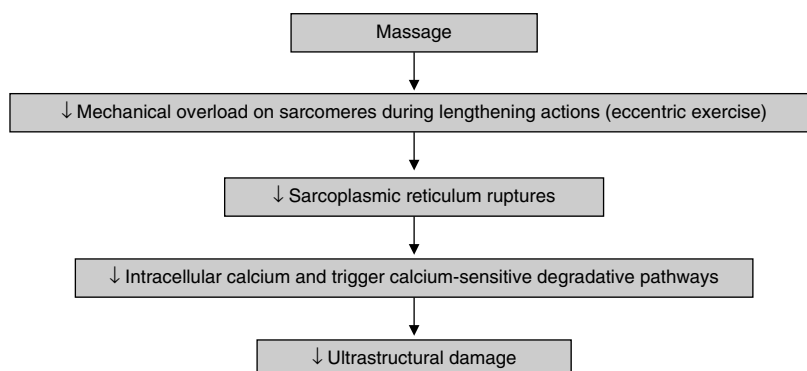 Massage
↓ Mechanical overload on sarcomeres during lengthening actions (eccentric exercise)
↓ Sarcoplasmic reticulum ruptures
↓ Intracellular calcium and trigger calcium-sensitive degradative pathways
↓ Ultrastructural damage